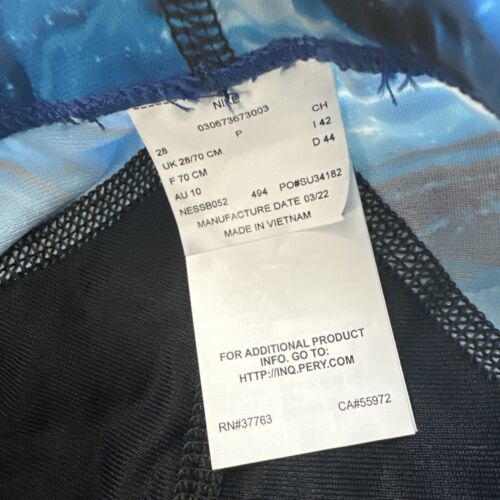 NIKE
030673673003
P
28 CH
UK 28/70 CM I 42
F 70 CM D 44
AU 10
NESSB052 494 PO#SU34182
MANUFACTURE DATE 03/22
MADE IN VIETNAM
FOR ADDITIONAL PRODUCT
INFO. GO TO:
HTTP://INQ.PERY.COM
RN#37763 CA#55972